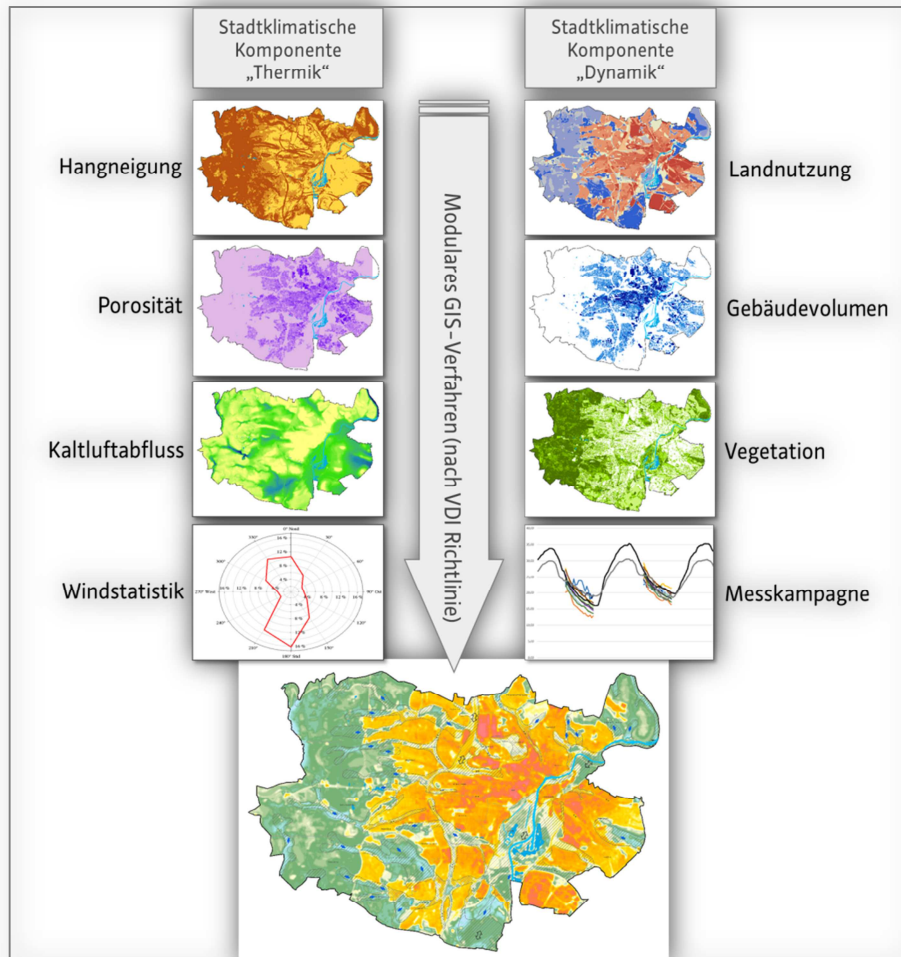 Stadtklimatische
Komponente
„Thermik“
Stadtklimatische
Komponente
„Dynamik“
Hangneigung
Landnutzung
Porosität
Gebäudevolumen
Kaltluftabfluss
Vegetation
Windstatistik
Messkampagne
Modulares GIS-Verfahren (nach VDI Richtlinie)